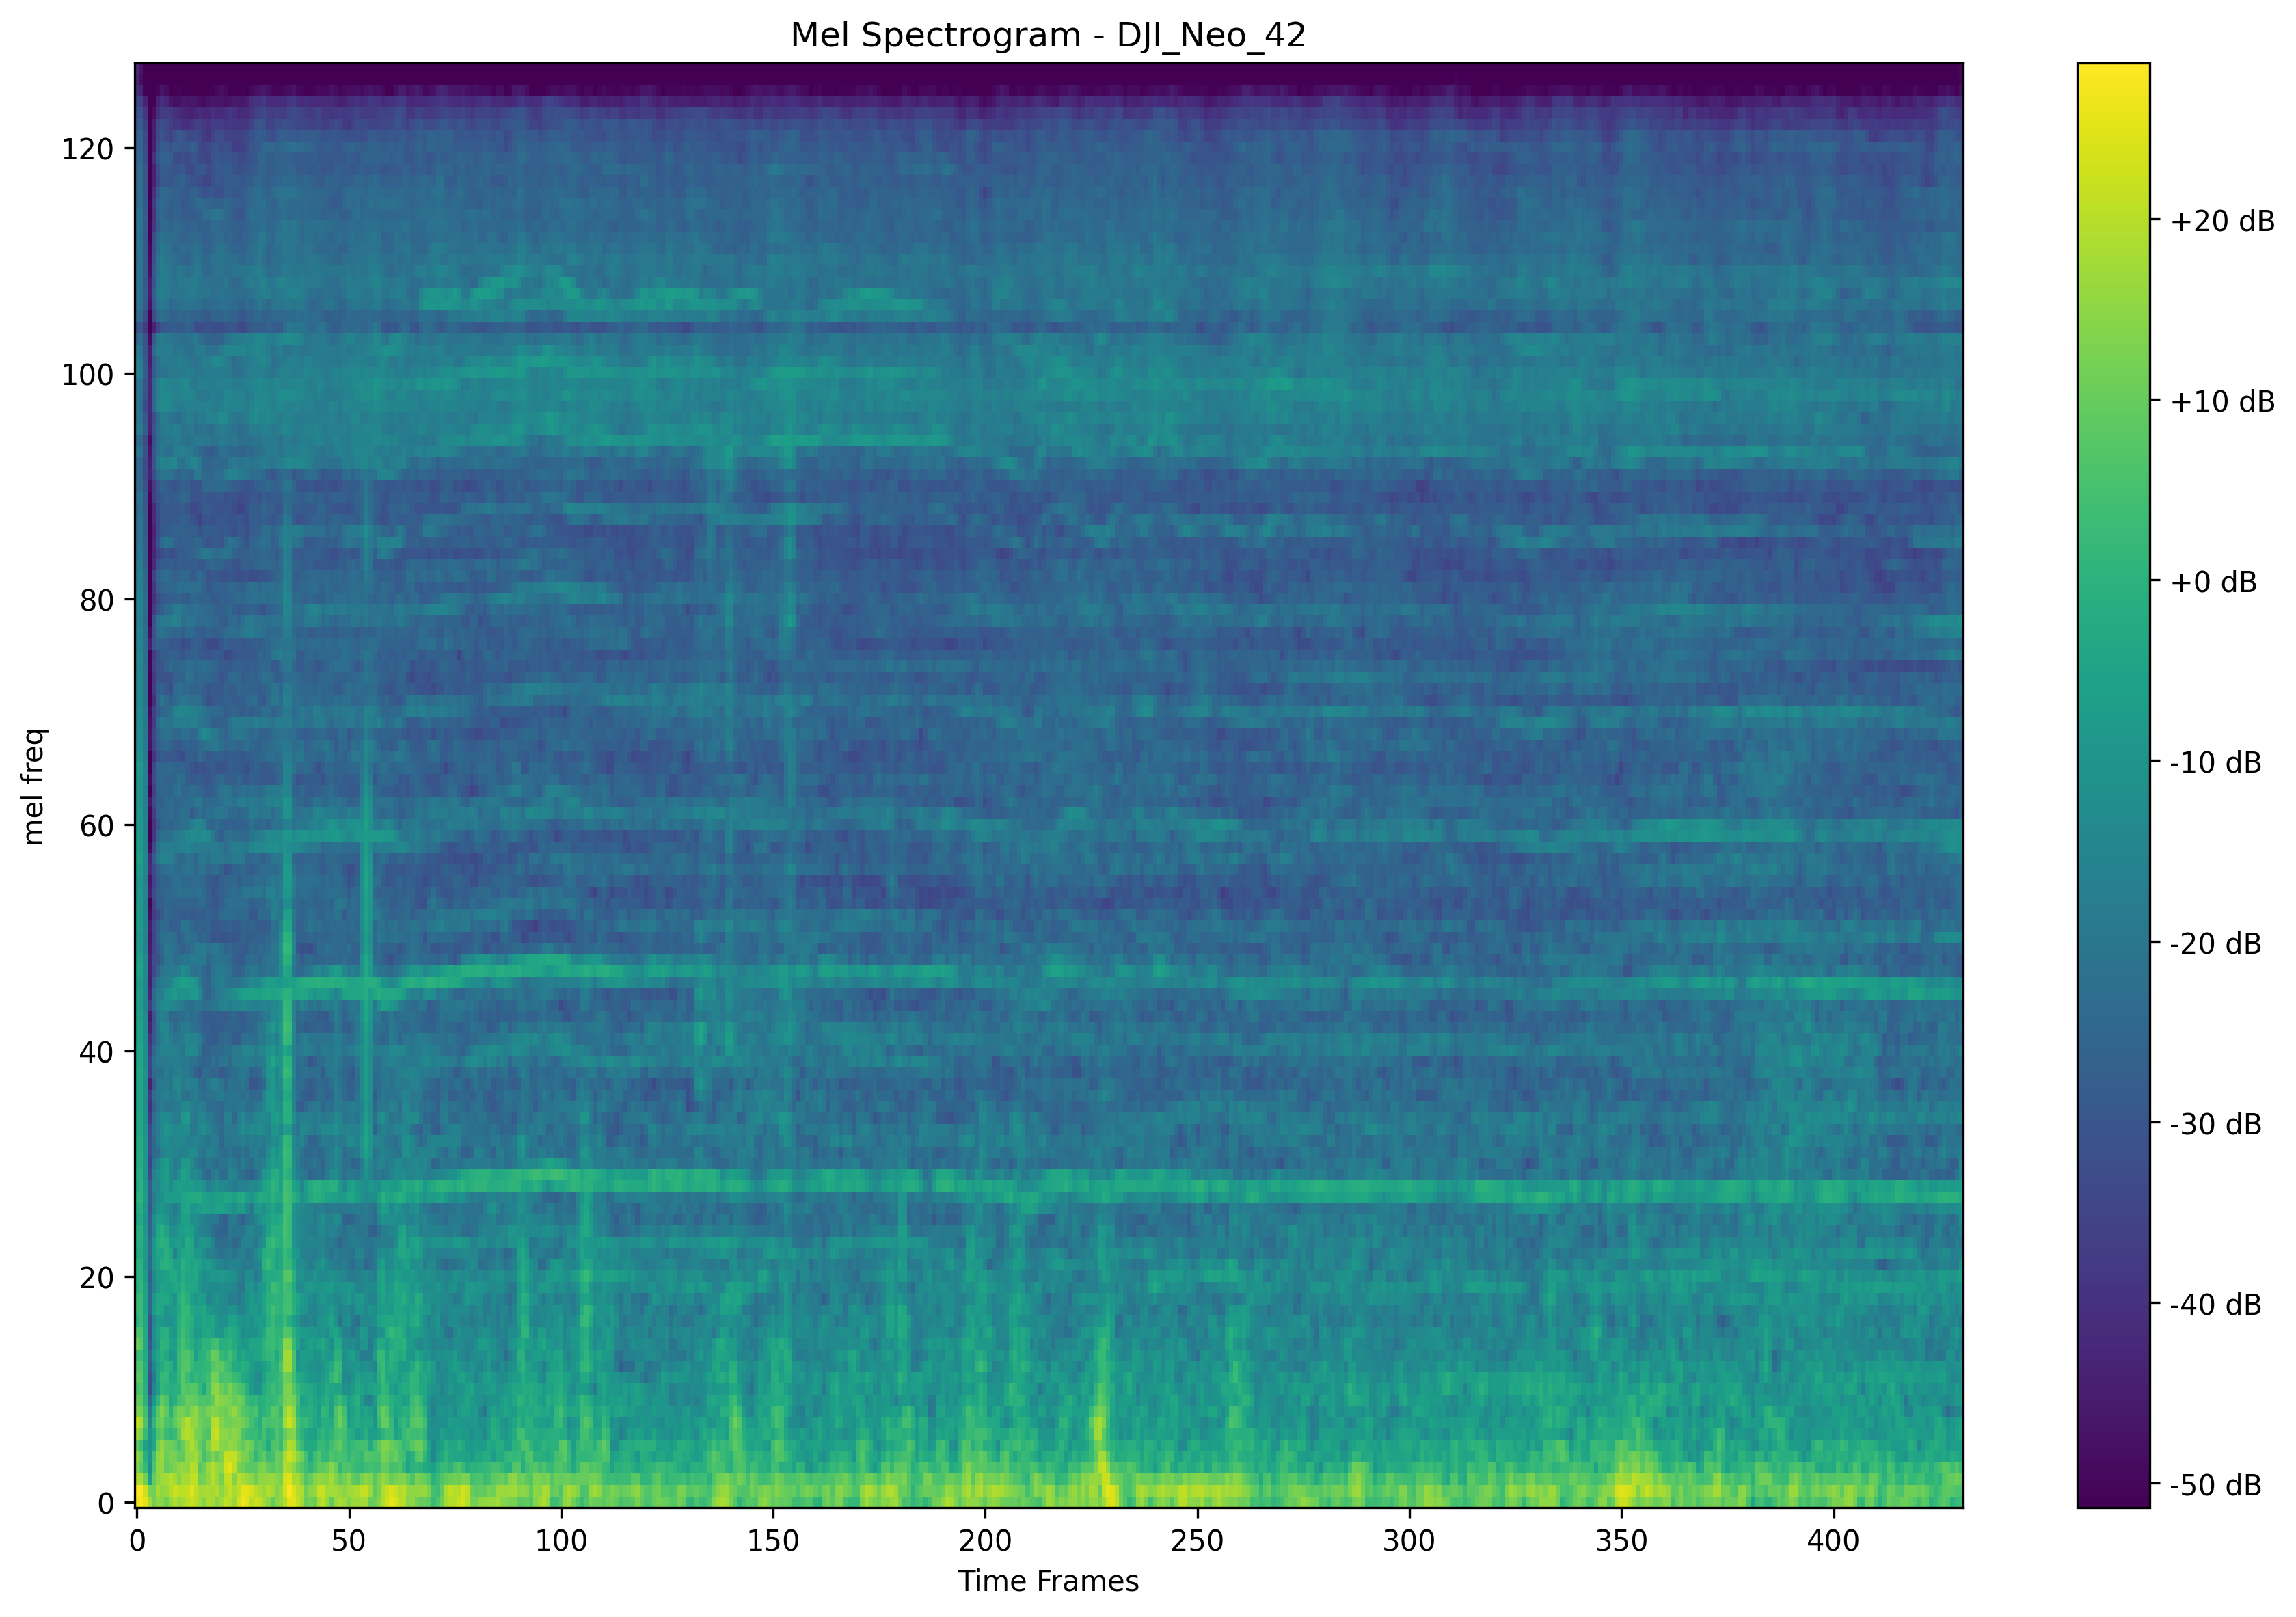 Mel Spectrogram - DJI_Neo_42
mel freq
120
100
80
60
40
20
0
0 50 100 150 200 250 300 350 400
Time Frames
+20 dB
+10 dB
+0 dB
-10 dB
-20 dB
-30 dB
-40 dB
-50 dB